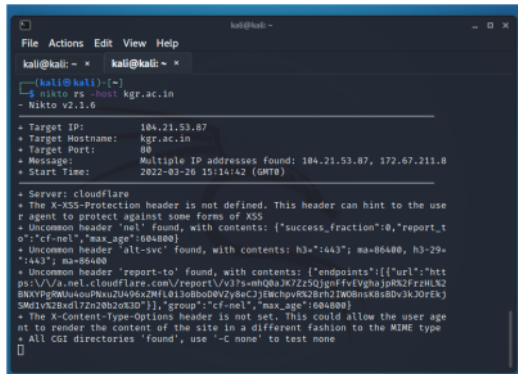 kali@kali: ~
File Actions Edit View Help
kali@kali: ~ × kali@kali: ~ ×
(kali㉿kali)-[~]
$ nikto rs -host kgr.ac.in
- Nikto v2.1.6
+ Target IP: 104.21.53.87
+ Target Hostname: kgr.ac.in
+ Target Port: 80
+ Message: Multiple IP addresses found: 104.21.53.87, 172.67.211.8
+ Start Time: 2022-03-26 15:14:42 (GMT0)
+ Server: cloudflare
+ The X-XSS-Protection header is not defined. This header can hint to the use
r agent to protect against some forms of XSS
+ Uncommon header 'nel' found, with contents: {"success_fraction":0,"report_t
o":"cf-nel","max_age":604800}
+ Uncommon header 'alt-svc' found, with contents: h3=":443"; ma=86400, h3-29=
":443"; ma=86400
+ Uncommon header 'report-to' found, with contents: {"endpoints":[{"url":"htt
ps:\/\/a.nel.cloudflare.com\/report\/v3?
"}],"group":"cf-nel","max_age":604800}
+ The X-Content-Type-Options header is not set. This could allow the user age
nt to render the content of the site in a different fashion to the MIME type
+ All CGI directories 'found', use '-C none' to test none